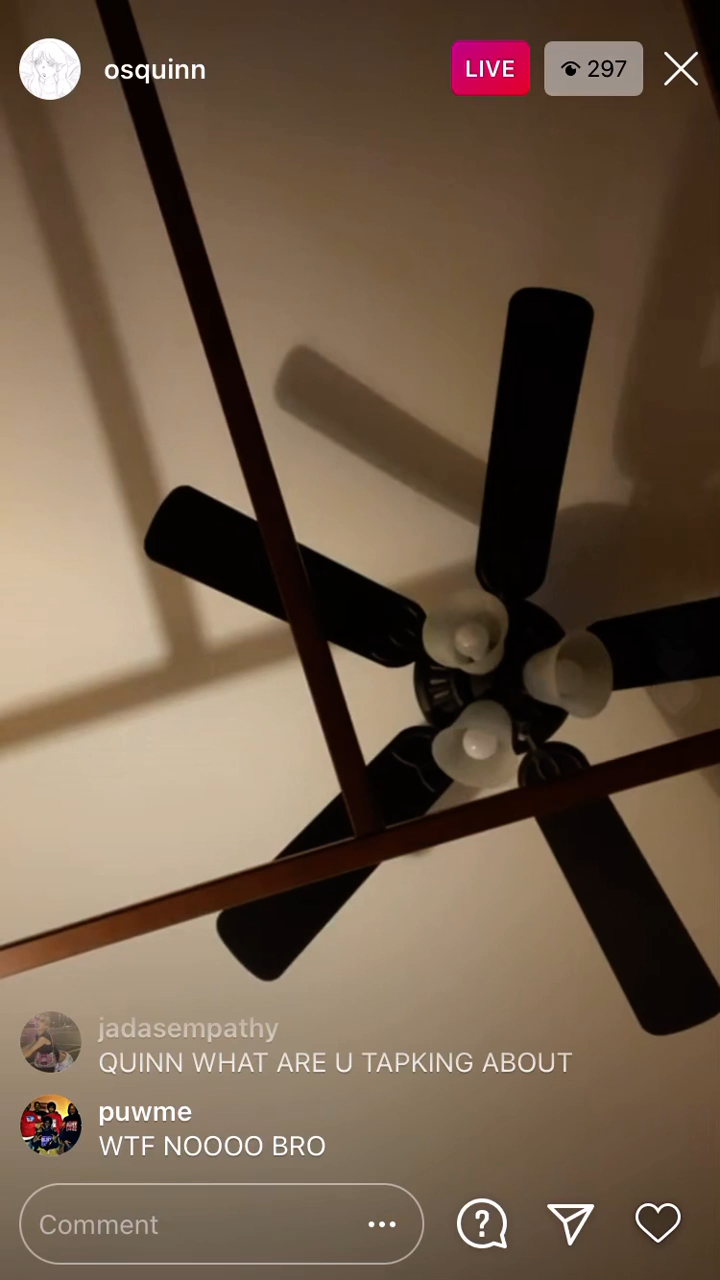 osquinn
LIVE
297
jadasempathy
QUINN WHAT ARE U TAPKING ABOUT
puwme
WTF NOOOO BRO
Comment